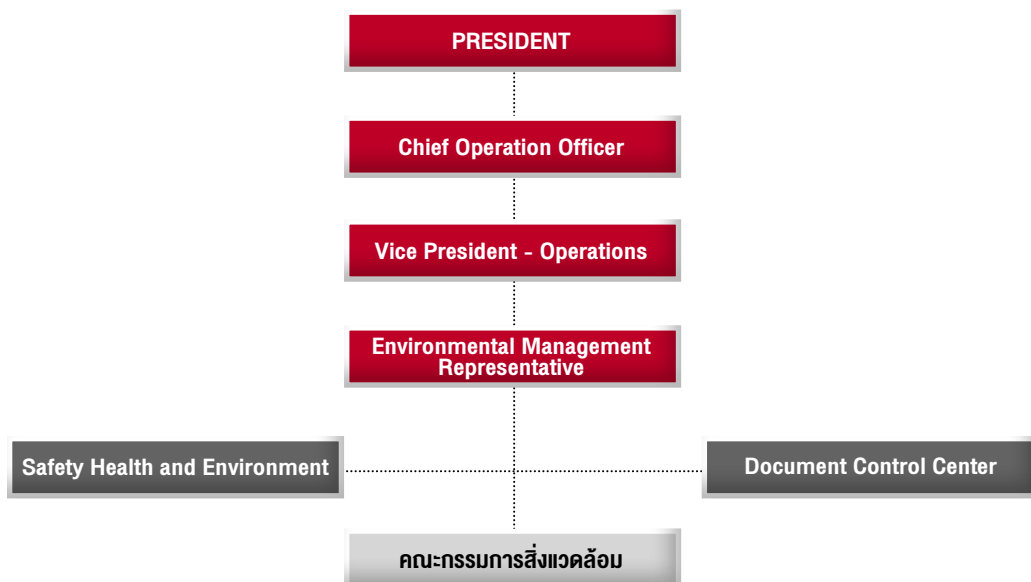 PRESIDENT
Chief Operation Officer
Vice President - Operations
Environmental Management
Representative
Safety Health and Environment
Document Control Center
คณะกรรมการสิ่งแวดล้อม